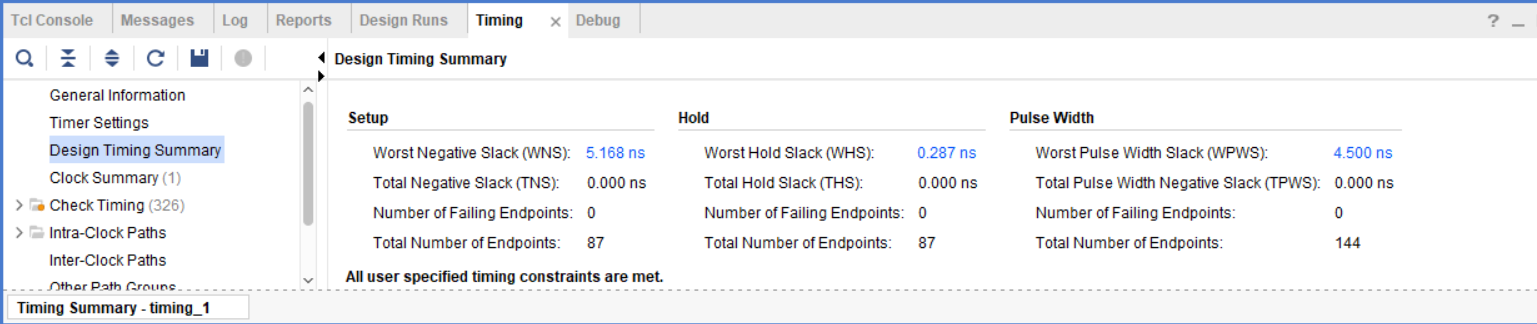 Tcl Console Messages Log Reports Design Runs Timing × Debug ? _
Design Timing Summary
General Information
Timer Settings
Design Timing Summary
Clock Summary (1)
> Check Timing (326)
> Intra-Clock Paths
Inter-Clock Paths
Other Path Groups
Setup Hold Pulse Width
Worst Negative Slack (WNS): 5.168 ns Worst Hold Slack (WHS): 0.287 ns Worst Pulse Width Slack (WPWS): 4.500 ns
Total Negative Slack (TNS): 0.000 ns Total Hold Slack (THS): 0.000 ns Total Pulse Width Negative Slack (TPWS): 0.000 ns
Number of Failing Endpoints: 0 Number of Failing Endpoints: 0 Number of Failing Endpoints: 0
Total Number of Endpoints: 87 Total Number of Endpoints: 87 Total Number of Endpoints: 144
All user specified timing constraints are met.
Timing Summary - timing_1